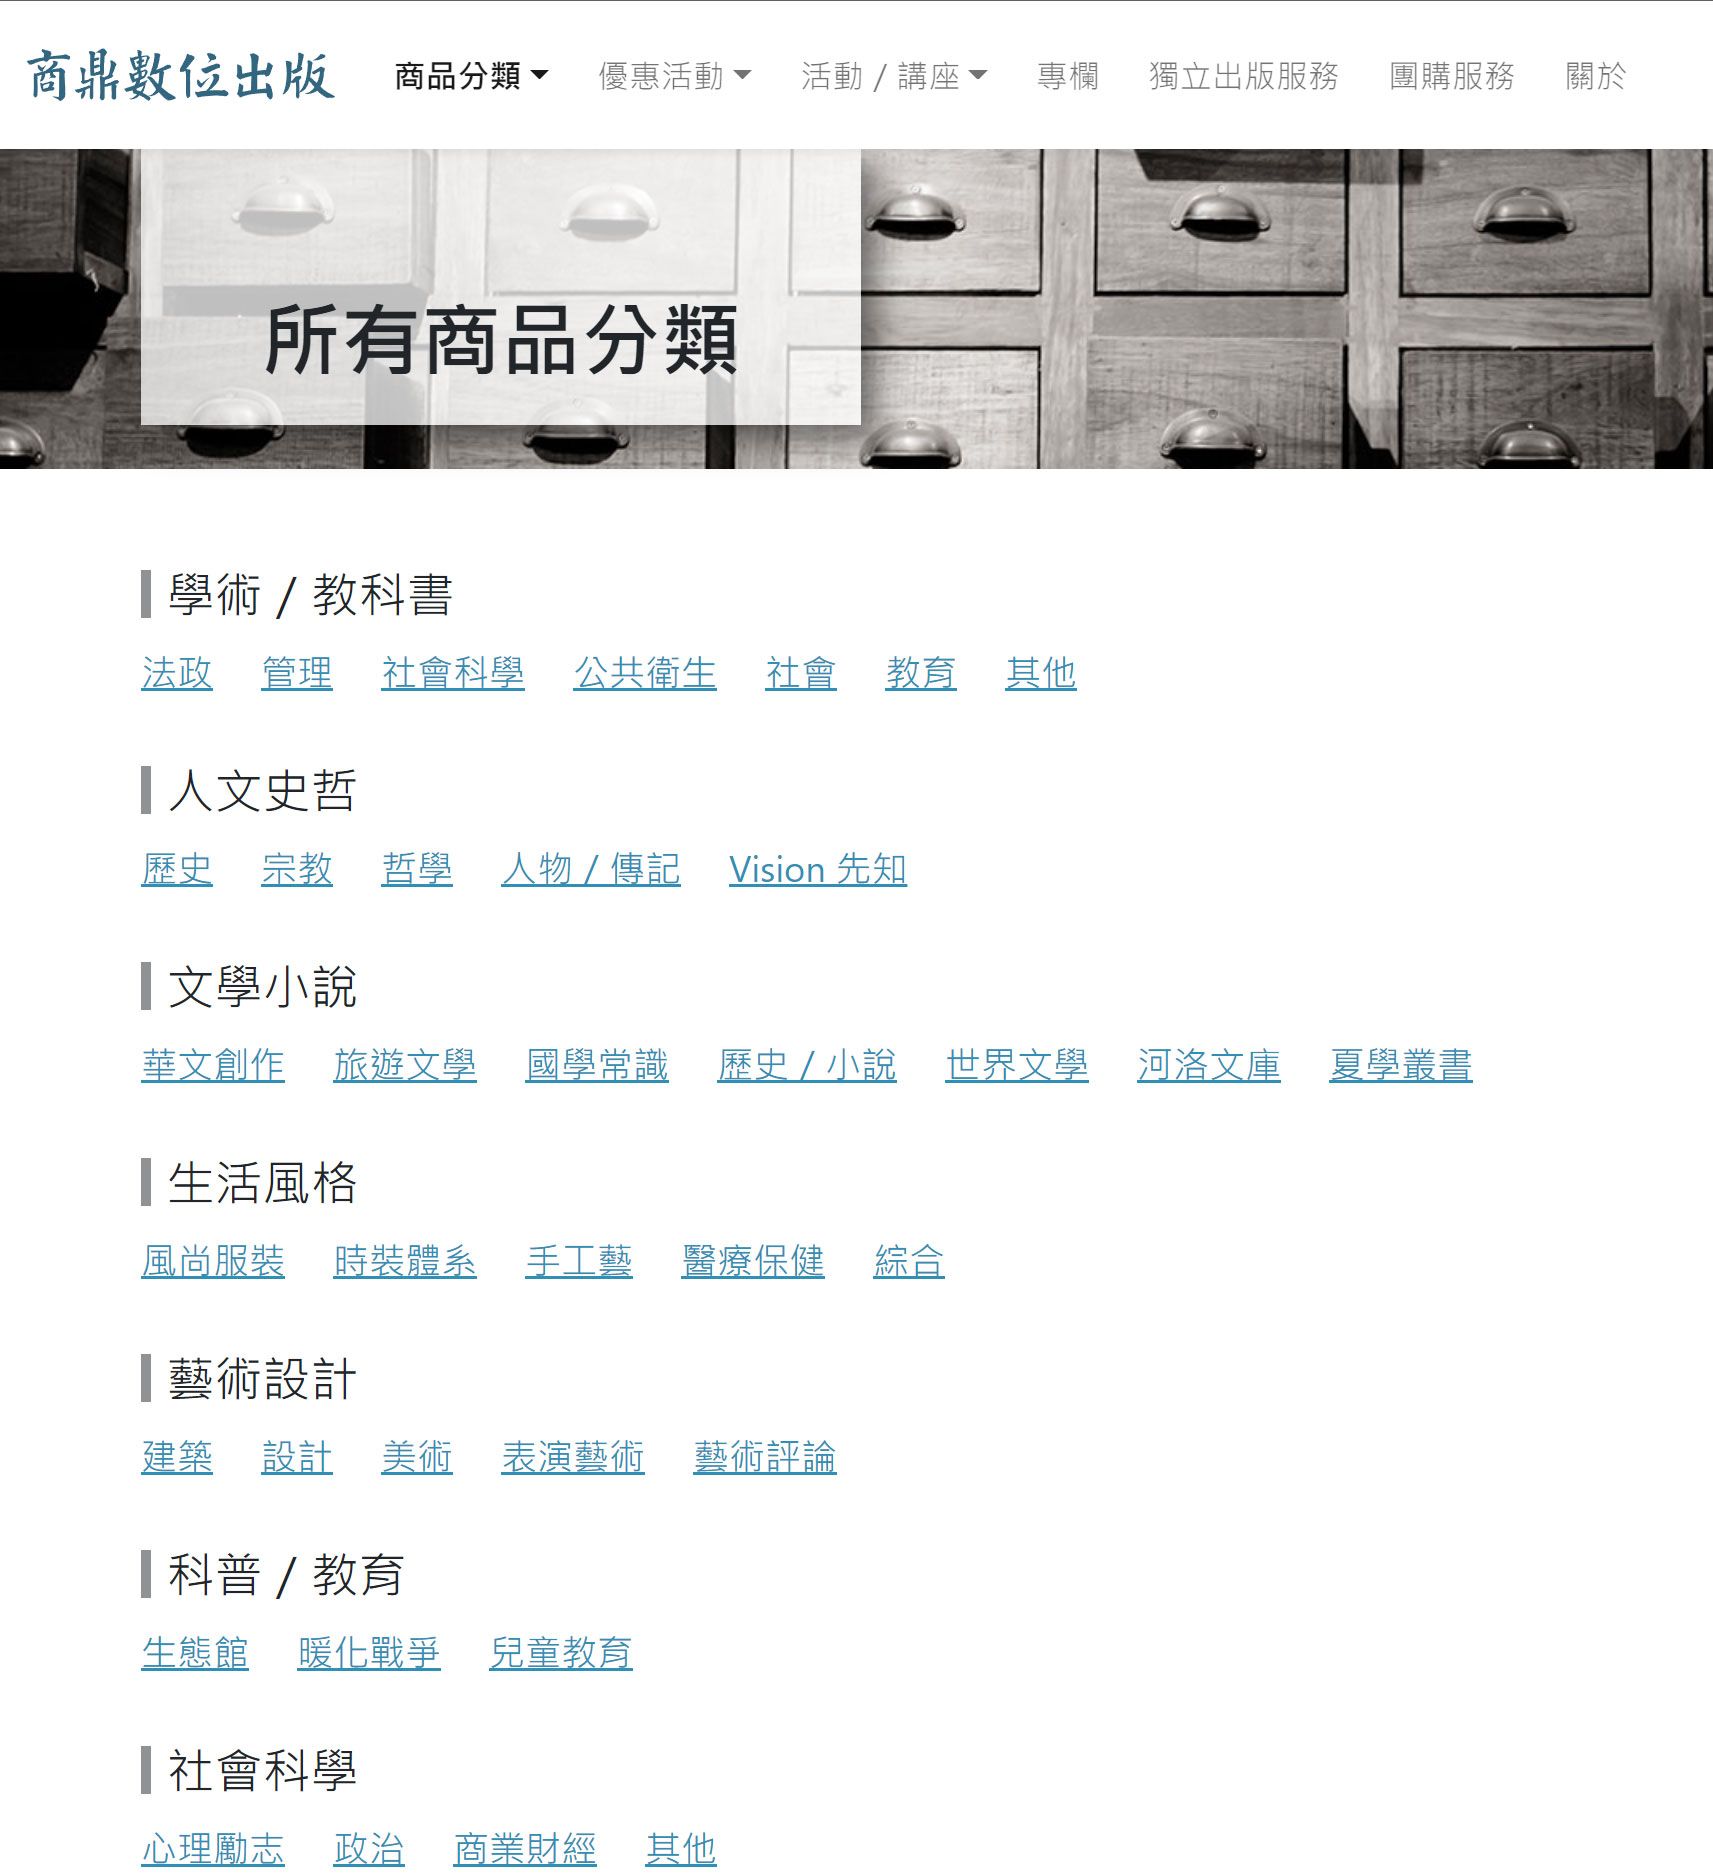 商鼎數位出版 商品分類 優惠活動 活動 / 講座 專欄 獨立出版服務 團購服務 關於
所有商品分類
學術 / 教科書
法政 管理 社會科學 公共衛生 社會 教育 其他
人文史哲
歷史 宗教 哲學 人物 / 傳記 Vision 先知
文學小說
華文創作 旅遊文學 國學常識 歷史 / 小說 世界文學 河洛文庫 夏學叢書
生活風格
風尚服裝 時裝體系 手工藝 醫療保健 綜合
藝術設計
建築 設計 美術 表演藝術 藝術評論
科普 / 教育
生態館 暖化戰爭 兒童教育
社會科學
心理勵志 政治 商業財經 其他